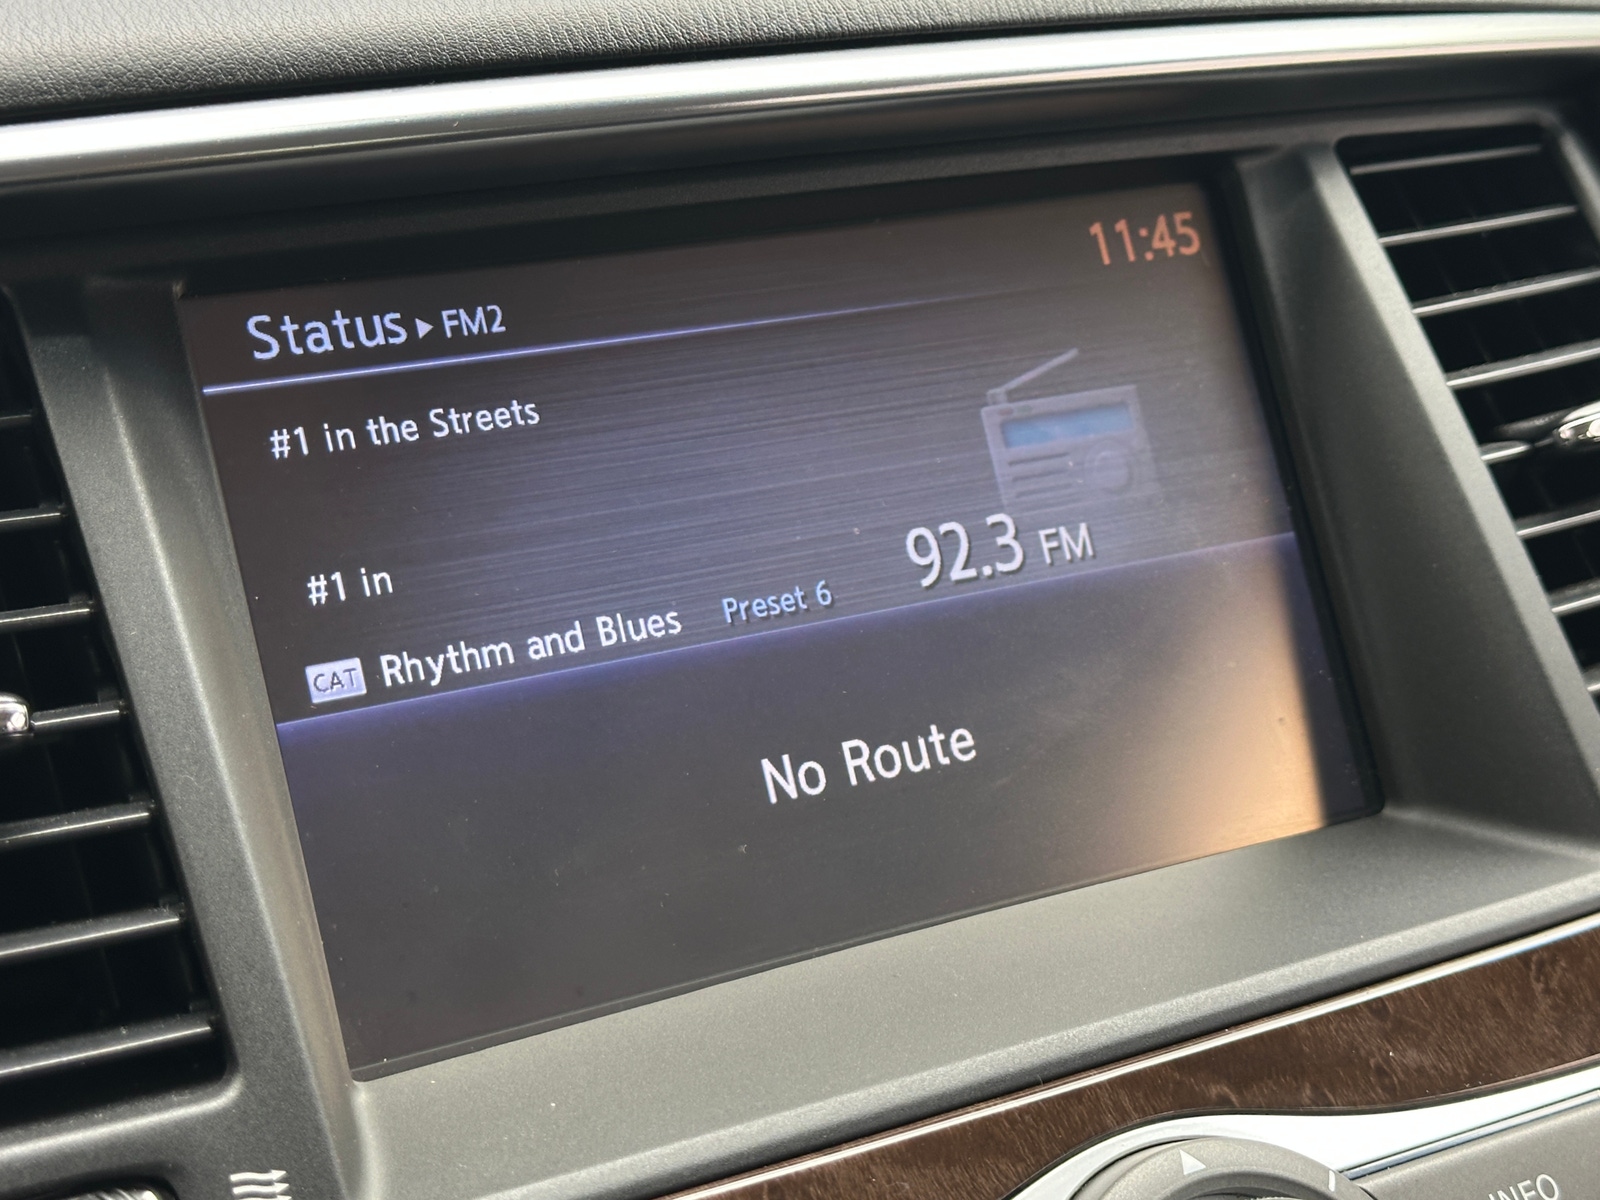 11:45
Status ▸ FM2
#1 in the Streets
#1 in
92.3 FM
CAT Rhythm and Blues Preset 6
No Route
INFO